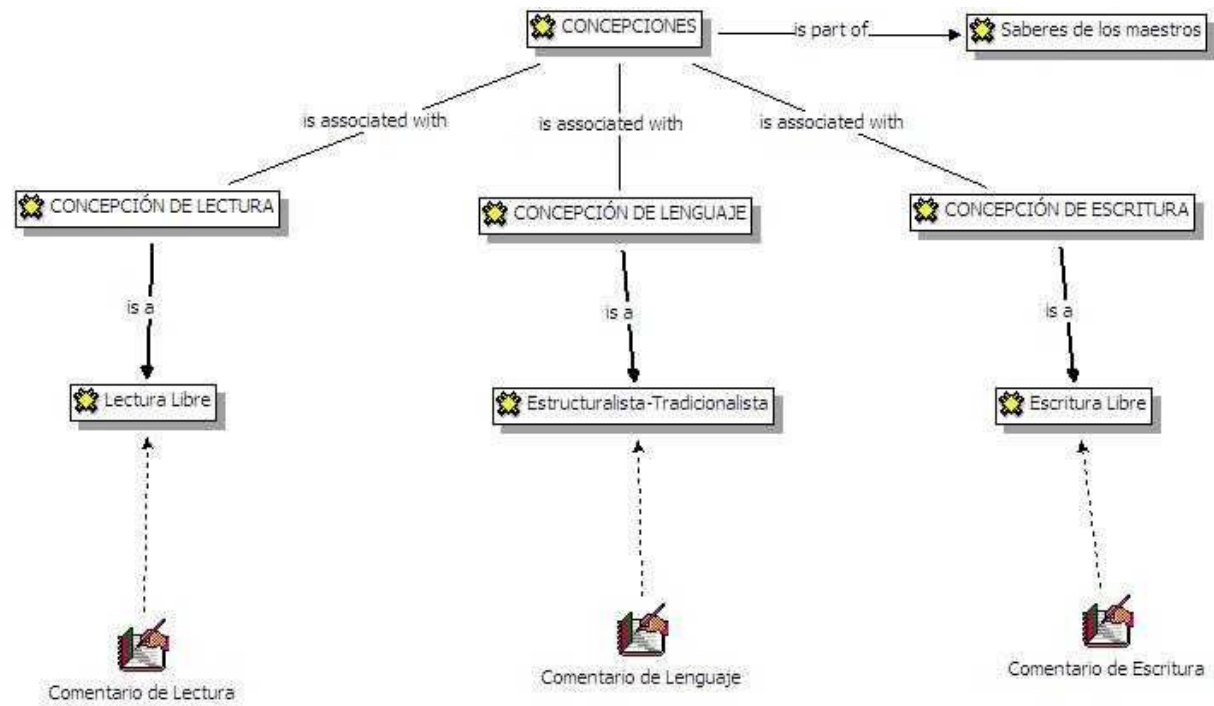 CONCEPCIONES
is part of
Saberes de los maestros
is associated with
is associated with
is associated with
CONCEPCIÓN DE LECTURA
CONCEPCIÓN DE LENGUAJE
CONCEPCIÓN DE ESCRITURA
is a
is a
is a
Lectura Libre
Estructuralista-Tradicionalista
Escritura Libre
Comentario de Lectura
Comentario de Lenguaje
Comentario de Escritura